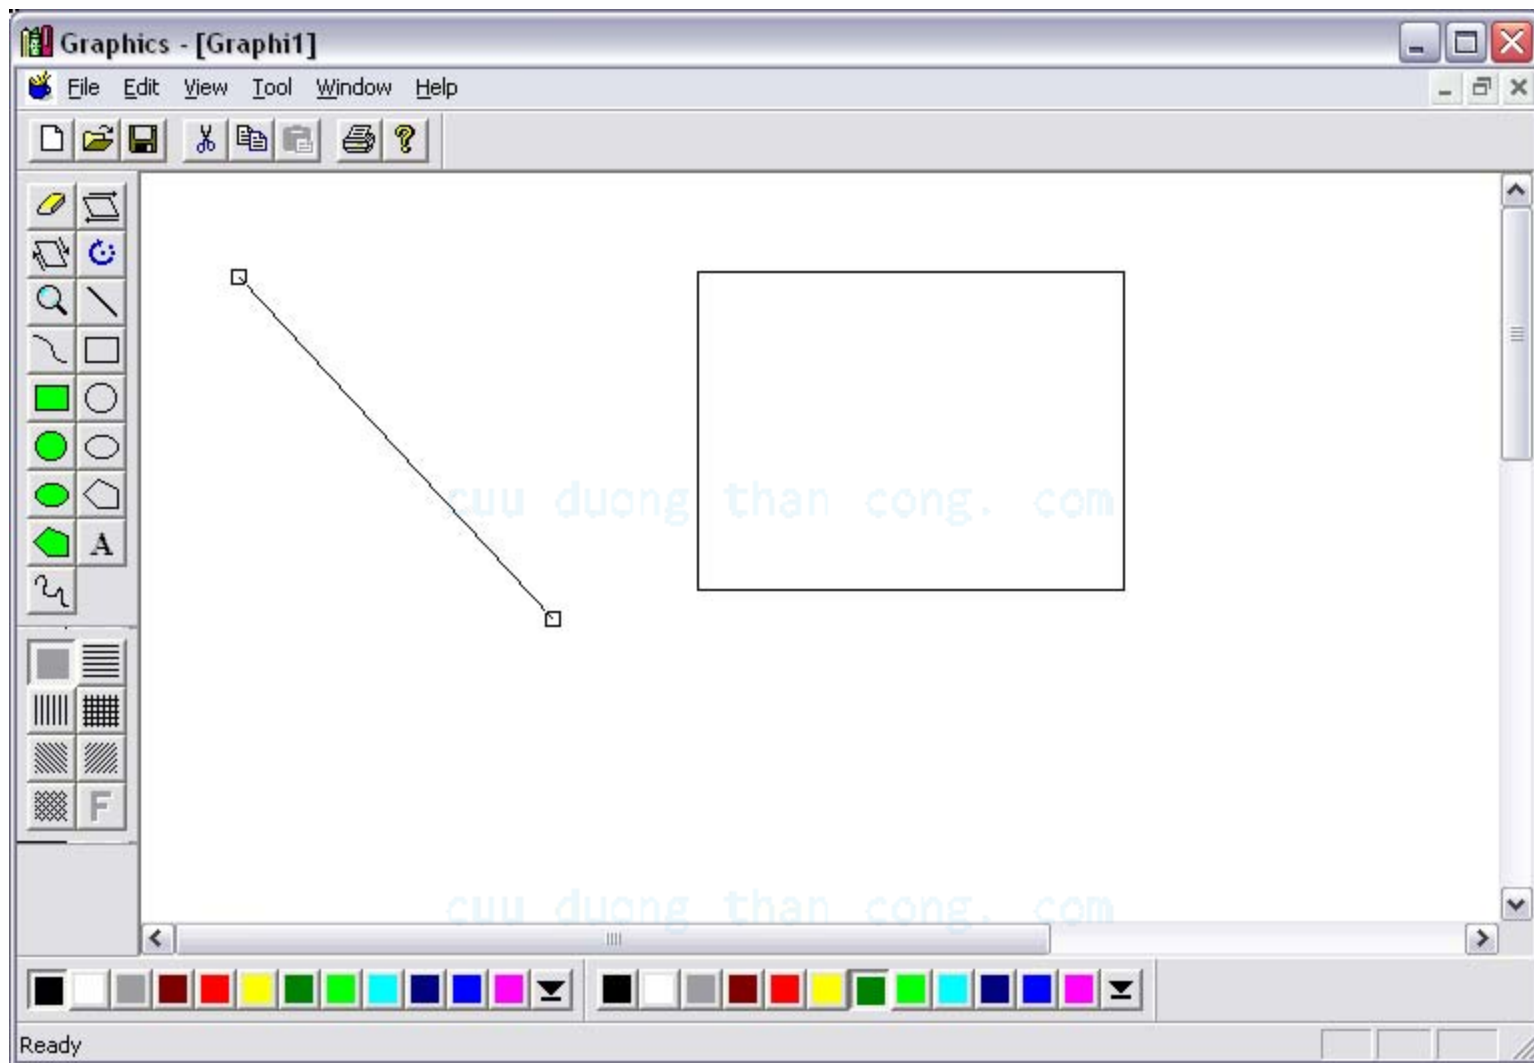 Graphics - [Graphi1]
File Edit View Tool Window Help
A
F
cuu duong than cong. com
cuu duong than cong. com
Ready